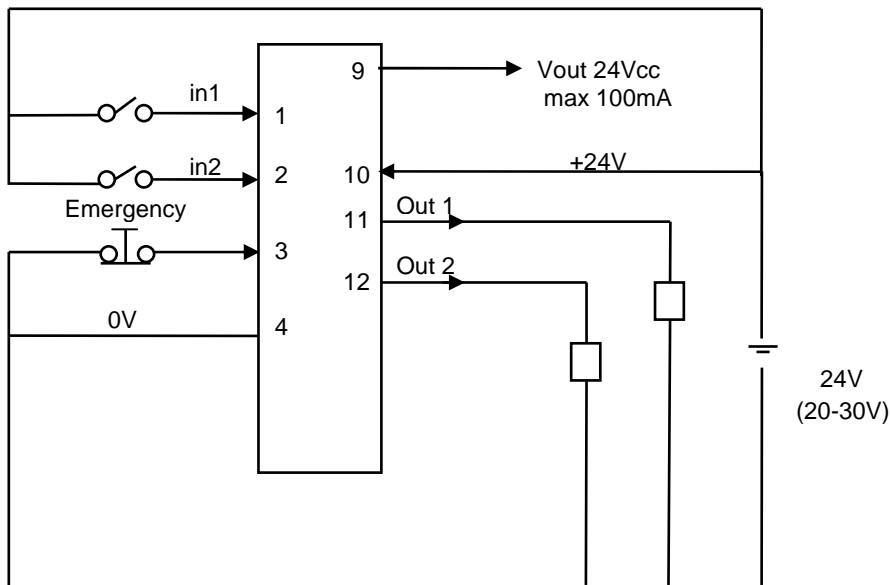 in1
1
in2
2
Emergency
3
0V
4
9
Vout 24Vcc
max 100mA
10
+24V
11
Out 1
12
Out 2
24V
(20-30V)